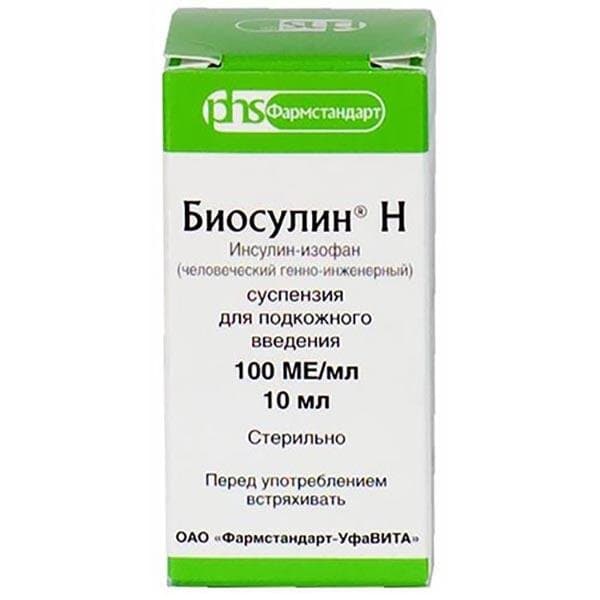 phs Фармстандарт
Биосулин® Н
Инсулин-изофан
(человеческий генно-инженерный)
суспензия
для подкожного
введения
100 МЕ/мл
10 мл
Стерильно
Перед употреблением
встряхивать
ОАО «Фармстандарт-УфаВИТА»